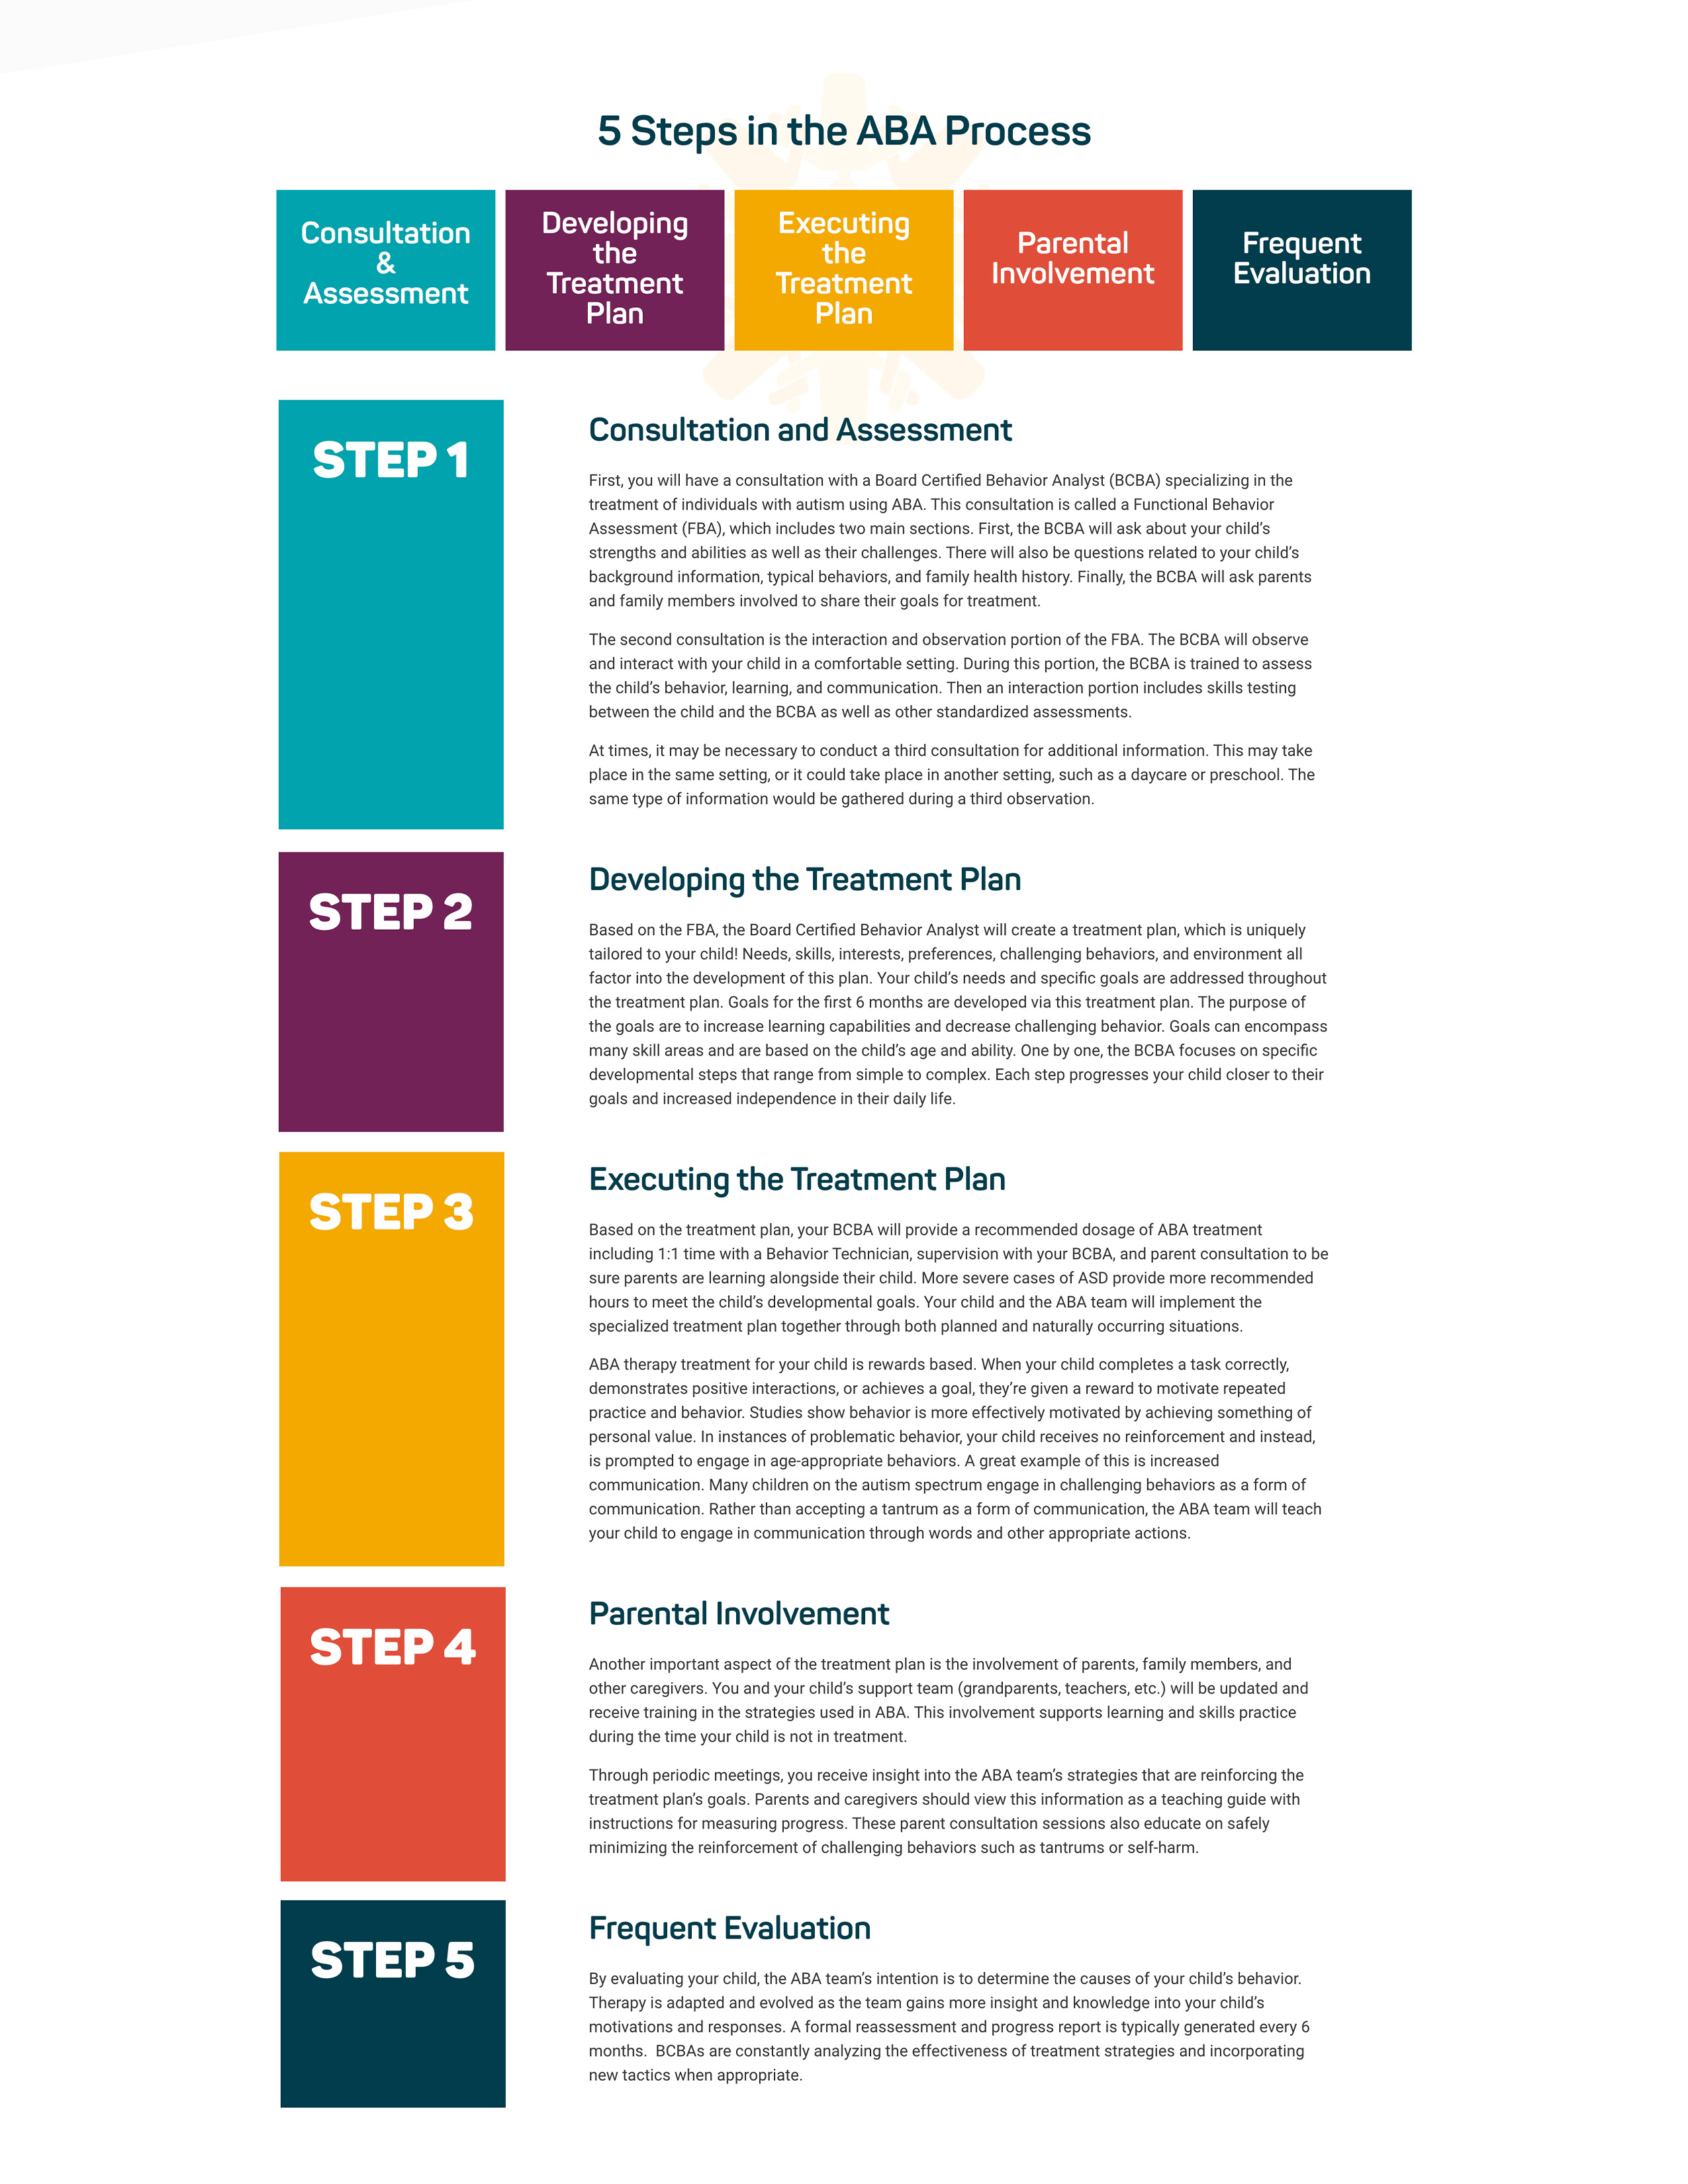 5 Steps in the ABA Process
Consultation
&
Assessment
Developing
the
Treatment
Plan
Executing
the
Treatment
Plan
Parental
Involvement
Frequent
Evaluation
STEP 1
Consultation and Assessment
First, you will have a consultation with a Board Certified Behavior Analyst (BCBA) specializing in the
treatment of individuals with autism using ABA. This consultation is called a Functional Behavior
Assessment (FBA), which includes two main sections. First, the BCBA will ask about your child’s
strengths and abilities as well as their challenges. There will also be questions related to your child’s
background information, typical behaviors, and family health history. Finally, the BCBA will ask parents
and family members involved to share their goals for treatment.
The second consultation is the interaction and observation portion of the FBA. The BCBA will observe
and interact with your child in a comfortable setting. During this portion, the BCBA is trained to assess
the child’s behavior, learning, and communication. Then an interaction portion includes skills testing
between the child and the BCBA as well as other standardized assessments.
At times, it may be necessary to conduct a third consultation for additional information. This may take
place in the same setting, or it could take place in another setting, such as a daycare or preschool. The
same type of information would be gathered during a third observation.
STEP 2
Developing the Treatment Plan
Based on the FBA, the Board Certified Behavior Analyst will create a treatment plan, which is uniquely
tailored to your child! Needs, skills, interests, preferences, challenging behaviors, and environment all
factor into the development of this plan. Your child’s needs and specific goals are addressed throughout
the treatment plan. Goals for the first 6 months are developed via this treatment plan. The purpose of
the goals are to increase learning capabilities and decrease challenging behavior. Goals can encompass
many skill areas and are based on the child’s age and ability. One by one, the BCBA focuses on specific
developmental steps that range from simple to complex. Each step progresses your child closer to their
goals and increased independence in their daily life.
STEP 3
Executing the Treatment Plan
Based on the treatment plan, your BCBA will provide a recommended dosage of ABA treatment
including 1:1 time with a Behavior Technician, supervision with your BCBA, and parent consultation to be
sure parents are learning alongside their child. More severe cases of ASD provide more recommended
hours to meet the child’s developmental goals. Your child and the ABA team will implement the
specialized treatment plan together through both planned and naturally occurring situations.
ABA therapy treatment for your child is rewards based. When your child completes a task correctly,
demonstrates positive interactions, or achieves a goal, they’re given a reward to motivate repeated
practice and behavior. Studies show behavior is more effectively motivated by achieving something of
personal value. In instances of problematic behavior, your child receives no reinforcement and instead,
is prompted to engage in age-appropriate behaviors. A great example of this is increased
communication. Many children on the autism spectrum engage in challenging behaviors as a form of
communication. Rather than accepting a tantrum as a form of communication, the ABA team will teach
your child to engage in communication through words and other appropriate actions.
STEP 4
Parental Involvement
Another important aspect of the treatment plan is the involvement of parents, family members, and
other caregivers. You and your child’s support team (grandparents, teachers, etc.) will be updated and
receive training in the strategies used in ABA. This involvement supports learning and skills practice
during the time your child is not in treatment.
Through periodic meetings, you receive insight into the ABA team’s strategies that are reinforcing the
treatment plan’s goals. Parents and caregivers should view this information as a teaching guide with
instructions for measuring progress. These parent consultation sessions also educate on safely
minimizing the reinforcement of challenging behaviors such as tantrums or self-harm.
STEP 5
Frequent Evaluation
By evaluating your child, the ABA team’s intention is to determine the causes of your child’s behavior.
Therapy is adapted and evolved as the team gains more insight and knowledge into your child’s
motivations and responses. A formal reassessment and progress report is typically generated every 6
months. BCBAs are constantly analyzing the effectiveness of treatment strategies and incorporating
new tactics when appropriate.